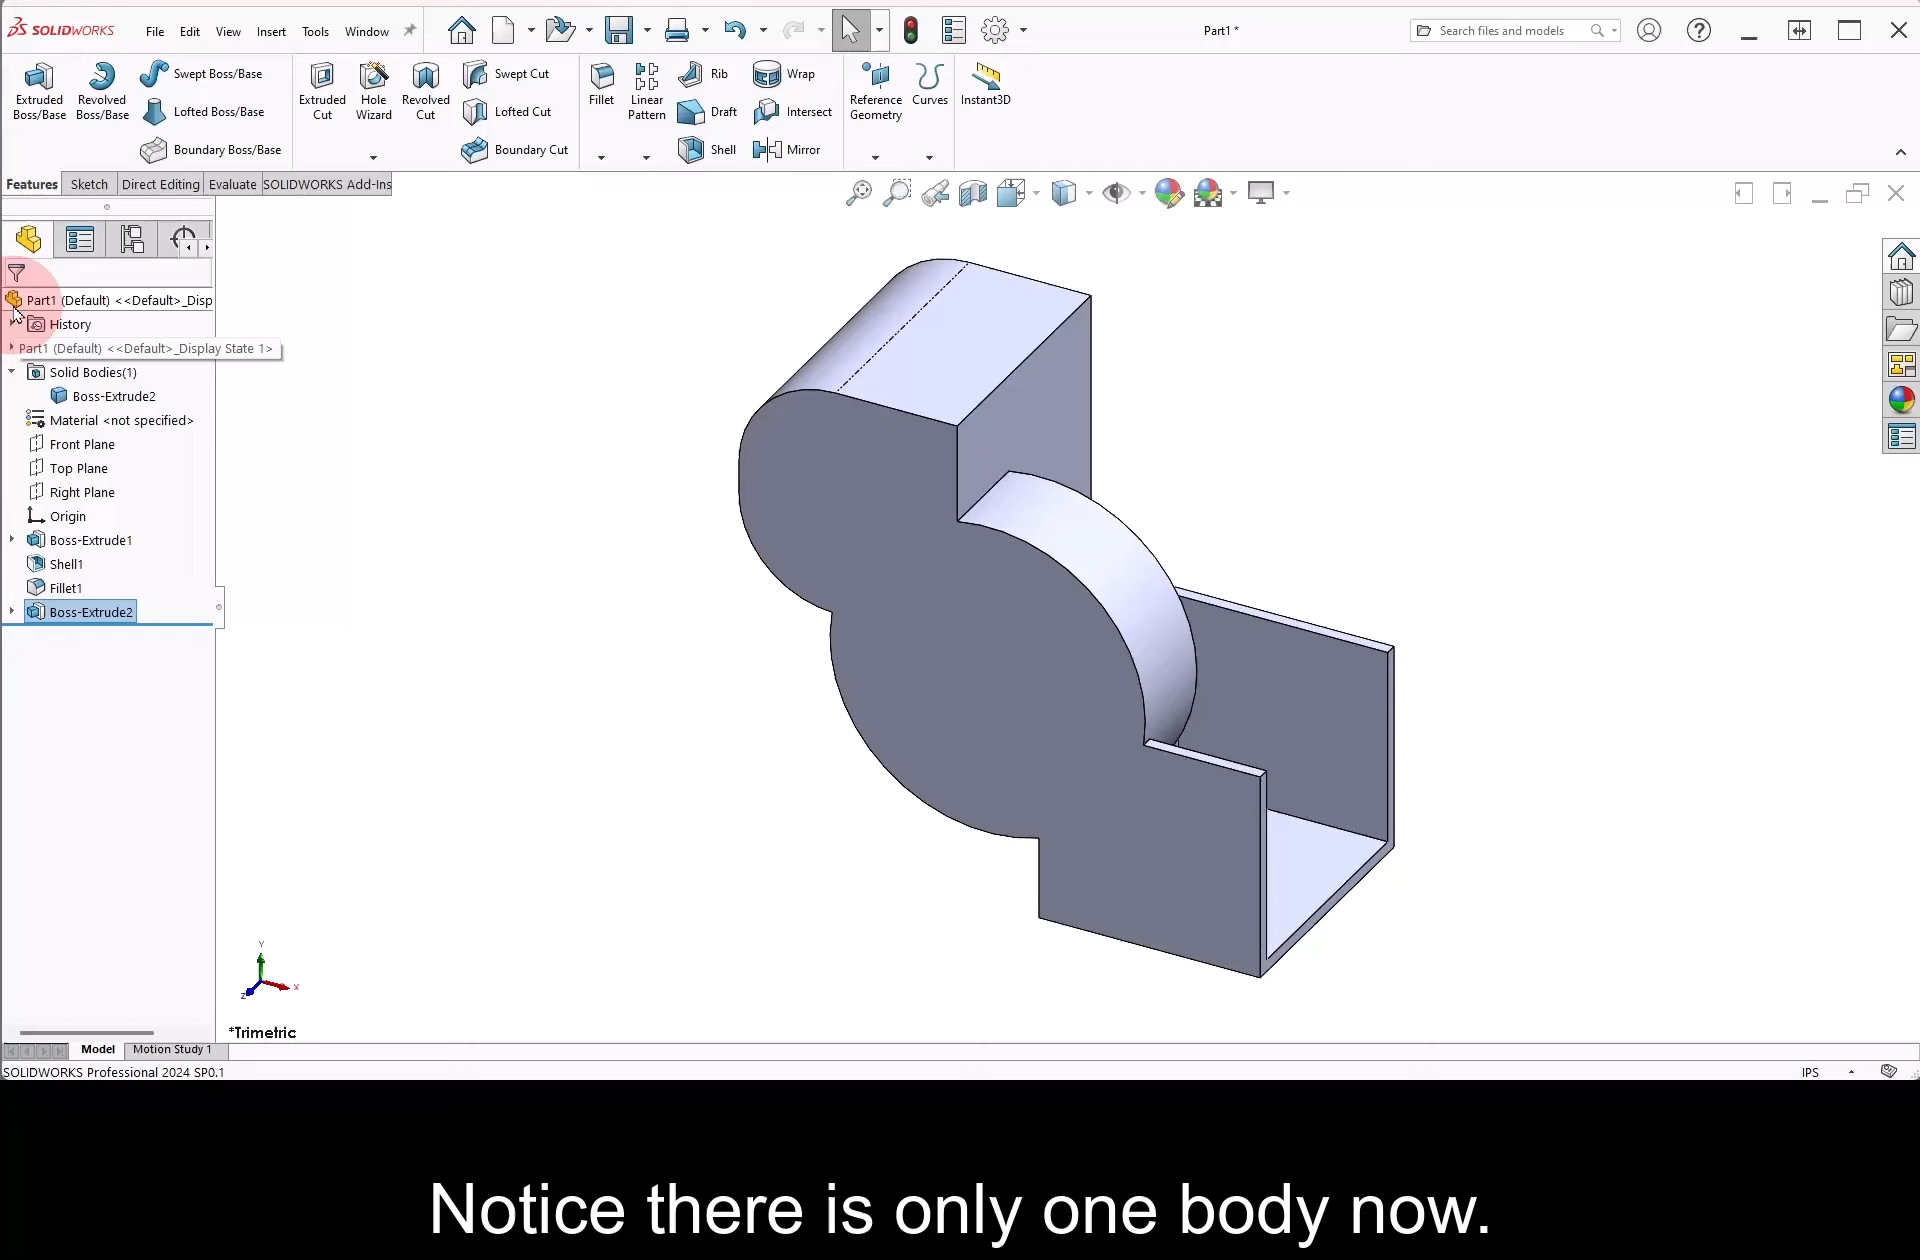 SOLIDWORKS File Edit View Insert Tools Window Part1 * Search files and models
Extruded Boss/Base
Revolved Boss/Base
Swept Boss/Base
Lofted Boss/Base
Boundary Boss/Base
Extruded Cut
Hole Wizard
Revolved Cut
Swept Cut
Lofted Cut
Boundary Cut
Fillet
Linear Pattern
Rib
Draft
Shell
Wrap
Intersect
Mirror
Reference Geometry
Curves
Instant3D
Features Sketch Direct Editing Evaluate SOLIDWORKS Add-Ins
Part1 (Default) <<Default>_Disp
History
Part1 (Default) <<Default>_Display State 1>
Solid Bodies(1)
Boss-Extrude2
Material <not specified>
Front Plane
Top Plane
Right Plane
Origin
Boss-Extrude1
Shell1
Fillet1
Boss-Extrude2
Y
X
Z
*Trimetric
Model Motion Study 1
SOLIDWORKS Professional 2024 SP0.1 IPS
Notice there is only one body now.